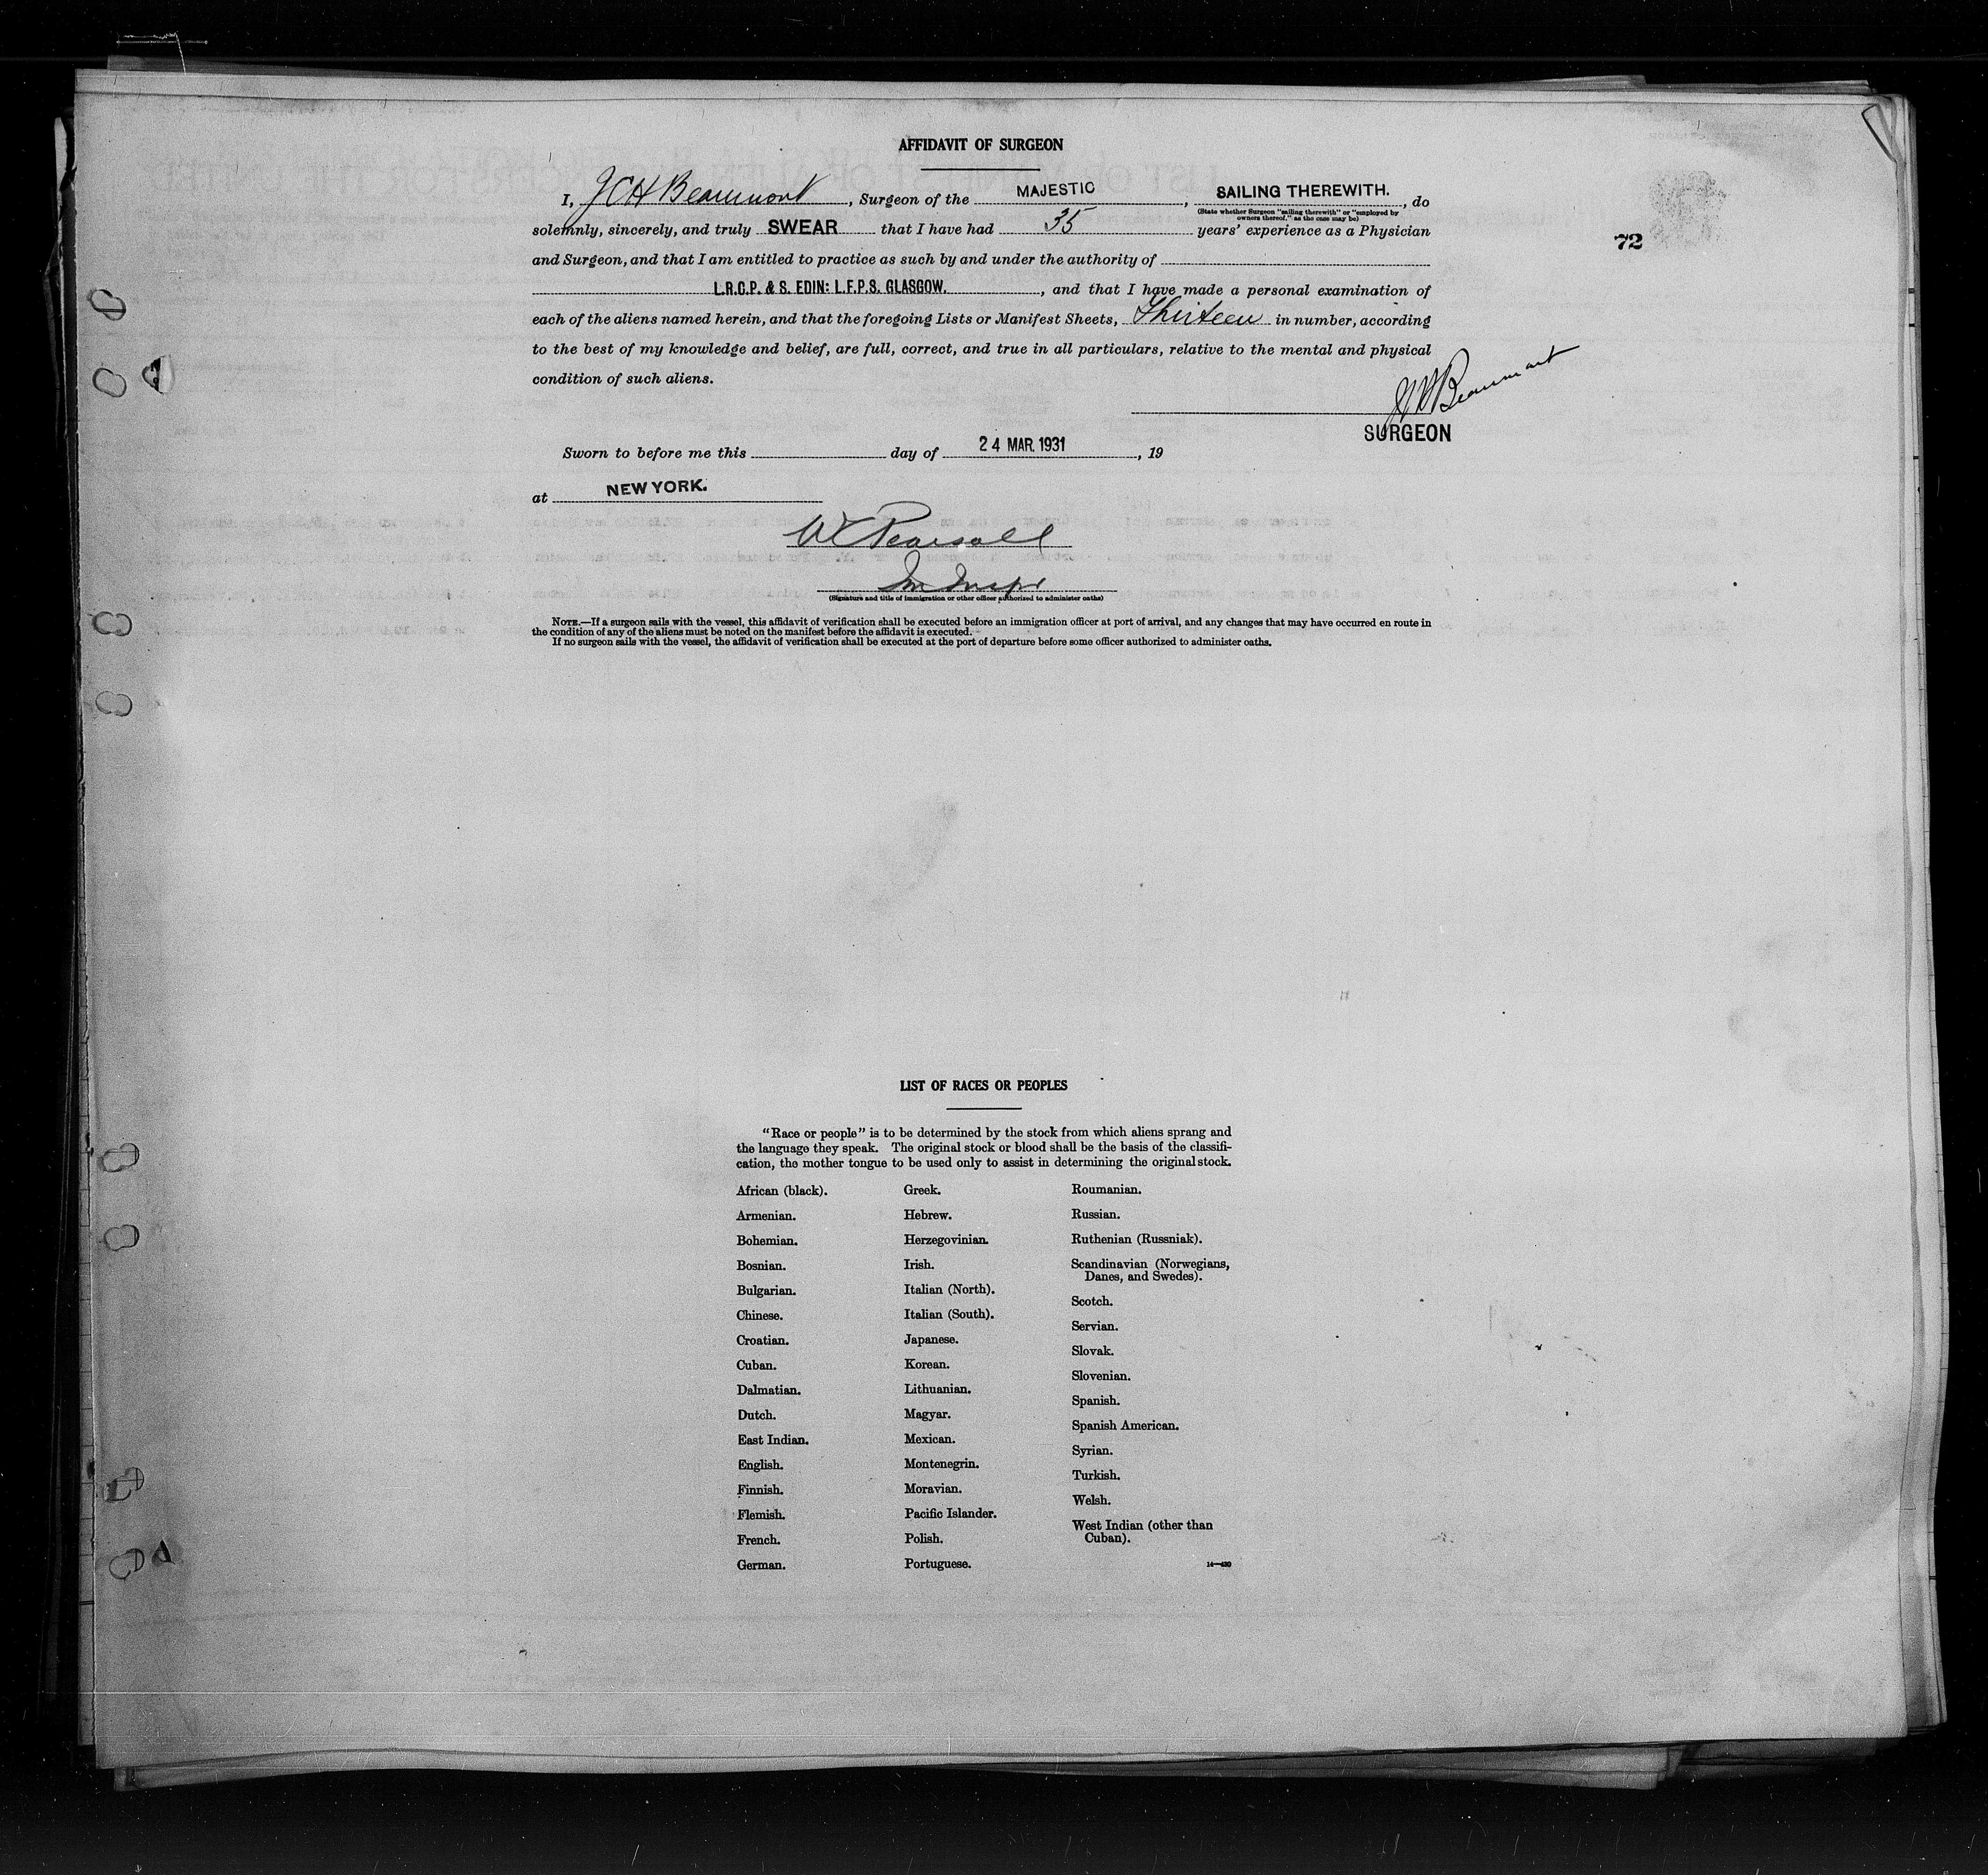 AFFIDAVIT OF SURGEON
I, J C H Beaumont, Surgeon of the MAJESTIC, SAILING THEREWITH., do
(State whether Surgeon "sailing therewith" or "employed by
owners thereof," as the case may be)
72
solemnly, sincerely, and truly SWEAR that I have had 35 years' experience as a Physician
and Surgeon, and that I am entitled to practice as such by and under the authority of
L.R.C.P. & S. EDIN: L.F.P.S. GLASGOW., and that I have made a personal examination of
each of the aliens named herein, and that the foregoing Lists or Manifest Sheets, Thirteen in number, according
to the best of my knowledge and belief, are full, correct, and true in all particulars, relative to the mental and physical
condition of such aliens.
Beaumont
SURGEON
Sworn to before me this day of 24 MAR. 1931, 19
at NEW YORK.
Pearsall
Im Inspr
(Signature and title of immigration or other officer authorized to administer oaths)
NOTE.—If a surgeon sails with the vessel, this affidavit of verification shall be executed before an immigration officer at port of arrival, and any changes that may have occurred en route in
the condition of any of the aliens must be noted on the manifest before the affidavit is executed.
If no surgeon sails with the vessel, the affidavit of verification shall be executed at the port of departure before some officer authorized to administer oaths.
LIST OF RACES OR PEOPLES
"Race or people" is to be determined by the stock from which aliens sprang and
the language they speak. The original stock or blood shall be the basis of the classifi-
cation, the mother tongue to be used only to assist in determining the original stock.
African (black).
Armenian.
Bohemian.
Bosnian.
Bulgarian.
Chinese.
Croatian.
Cuban.
Dalmatian.
Dutch.
East Indian.
English.
Finnish.
Flemish.
French.
German.
Greek.
Hebrew.
Herzegovinian.
Irish.
Italian (North).
Italian (South).
Japanese.
Korean.
Lithuanian.
Magyar.
Mexican.
Montenegrin.
Moravian.
Pacific Islander.
Polish.
Portuguese.
Roumanian.
Russian.
Ruthenian (Russniak).
Scandinavian (Norwegians,
Danes, and Swedes).
Scotch.
Servian.
Slovak.
Slovenian.
Spanish.
Spanish American.
Syrian.
Turkish.
Welsh.
West Indian (other than
Cuban).